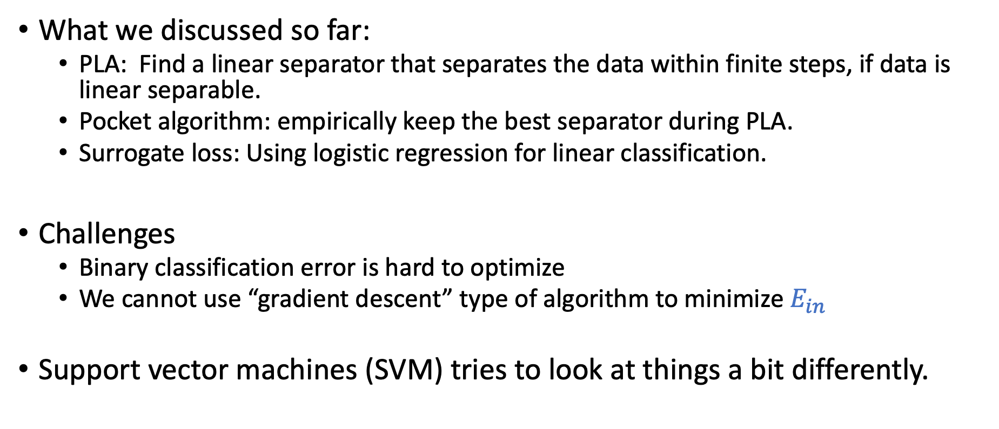 • What we discussed so far:
• PLA:  Find a linear separator that separates the data within finite steps, if data is
linear separable.
• Pocket algorithm: empirically keep the best separator during PLA.
• Surrogate loss: Using logistic regression for linear classification.
• Challenges
• Binary classification error is hard to optimize
• We cannot use “gradient descent” type of algorithm to minimize $E_{in}$
• Support vector machines (SVM) tries to look at things a bit differently.